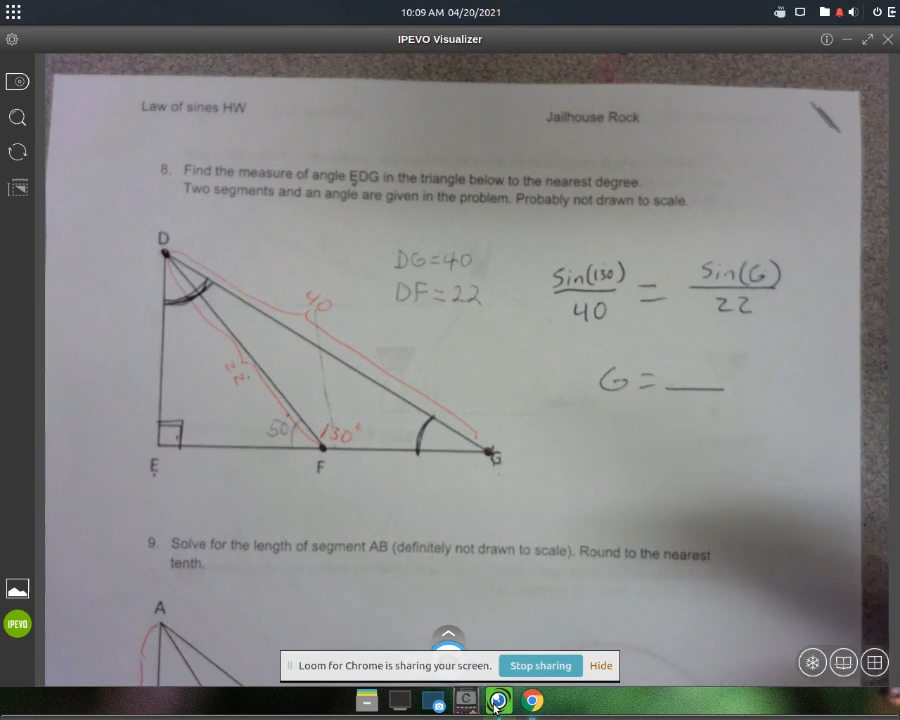 10:09 AM 04/20/2021
IPEVO Visualizer
Law of sines HW
Jailhouse Rock
8. Find the measure of angle EDG in the triangle below to the nearest degree.
Two segments and an angle are given in the problem. Probably not drawn to scale.
D
DG=40
DF=22
Sin(130)/40 = Sin(G)/22
40
22
G = ___
50°
130°
E
F
G
9. Solve for the length of segment AB (definitely not drawn to scale). Round to the nearest
tenth.
A
IPEVO
Loom for Chrome is sharing your screen.
Stop sharing
Hide
C